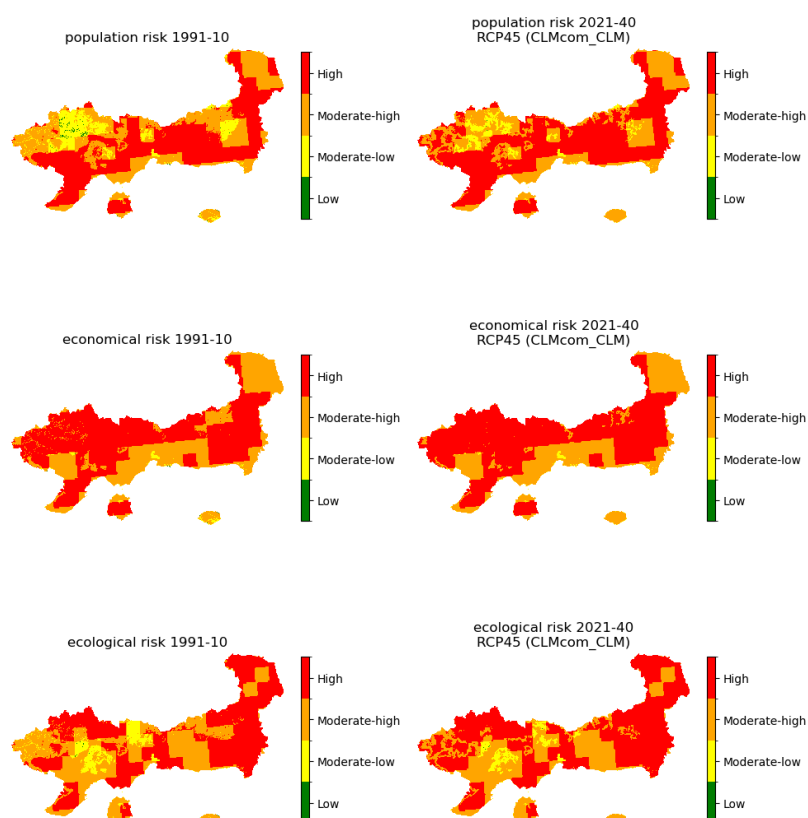 population risk 1991-10
High
Moderate-high
Moderate-low
Low
population risk 2021-40
RCP45 (CLMcom_CLM)
High
Moderate-high
Moderate-low
Low
economical risk 1991-10
High
Moderate-high
Moderate-low
Low
economical risk 2021-40
RCP45 (CLMcom_CLM)
High
Moderate-high
Moderate-low
Low
ecological risk 1991-10
High
Moderate-high
Moderate-low
Low
ecological risk 2021-40
RCP45 (CLMcom_CLM)
High
Moderate-high
Moderate-low
Low